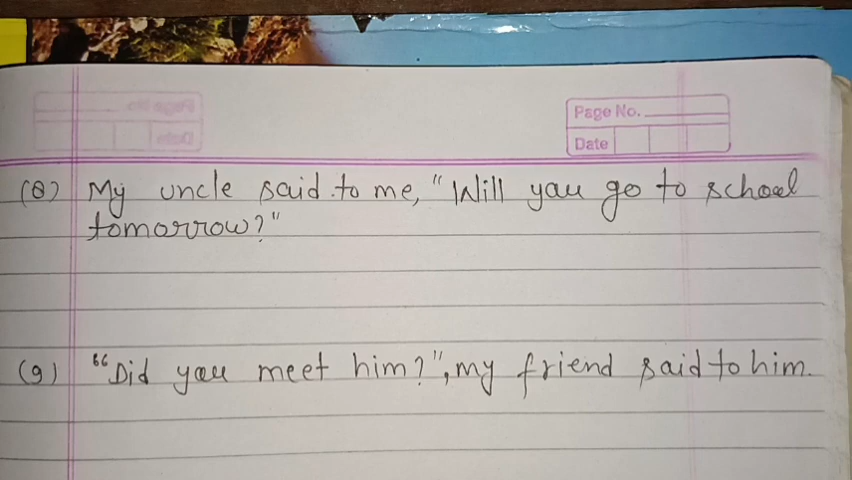 Page No.
Date
(8) My uncle said to me, "Will you go to school
tomorrow?"
(9) "Did you meet him?", my friend said to him.